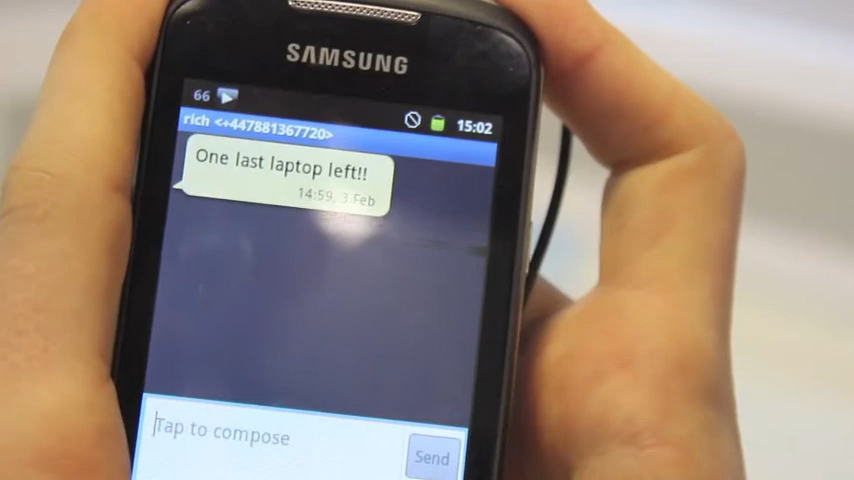 SAMSUNG
66 15:02
rich <+447881367720>
One last laptop left!!
14:59, 3 Feb
Tap to compose
Send